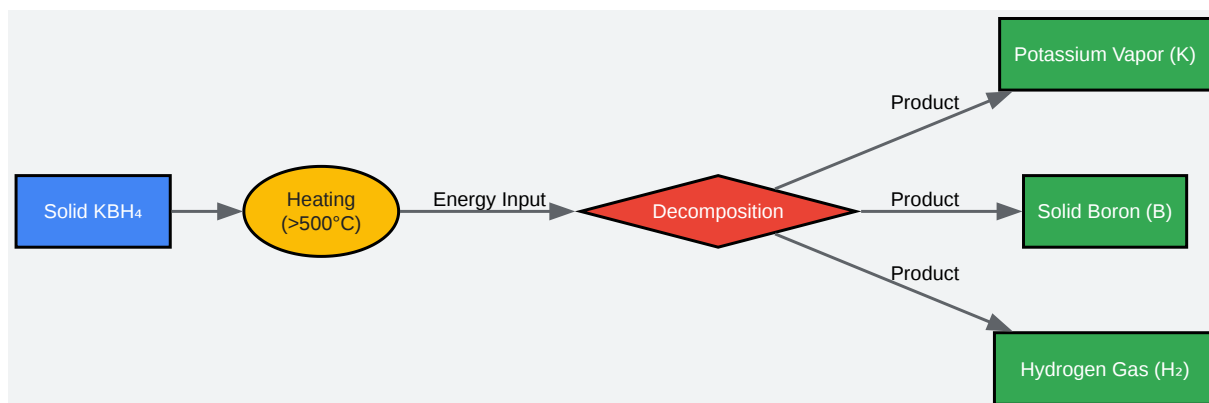 Solid KBH₄
Heating
(>500°C)
Energy Input
Decomposition
Product
Potassium Vapor (K)
Product
Solid Boron (B)
Product
Hydrogen Gas (H₂)